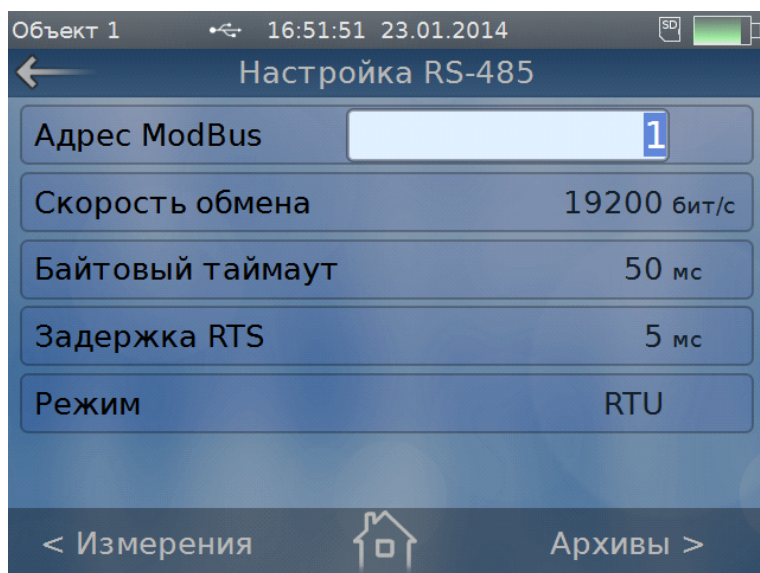 Объект 1 16:51:51 23.01.2014 SD
Настройка RS-485
Адрес ModBus 1
Скорость обмена 19200 бит/с
Байтовый таймаут 50 мс
Задержка RTS 5 мс
Режим RTU
< Измерения Архивы >